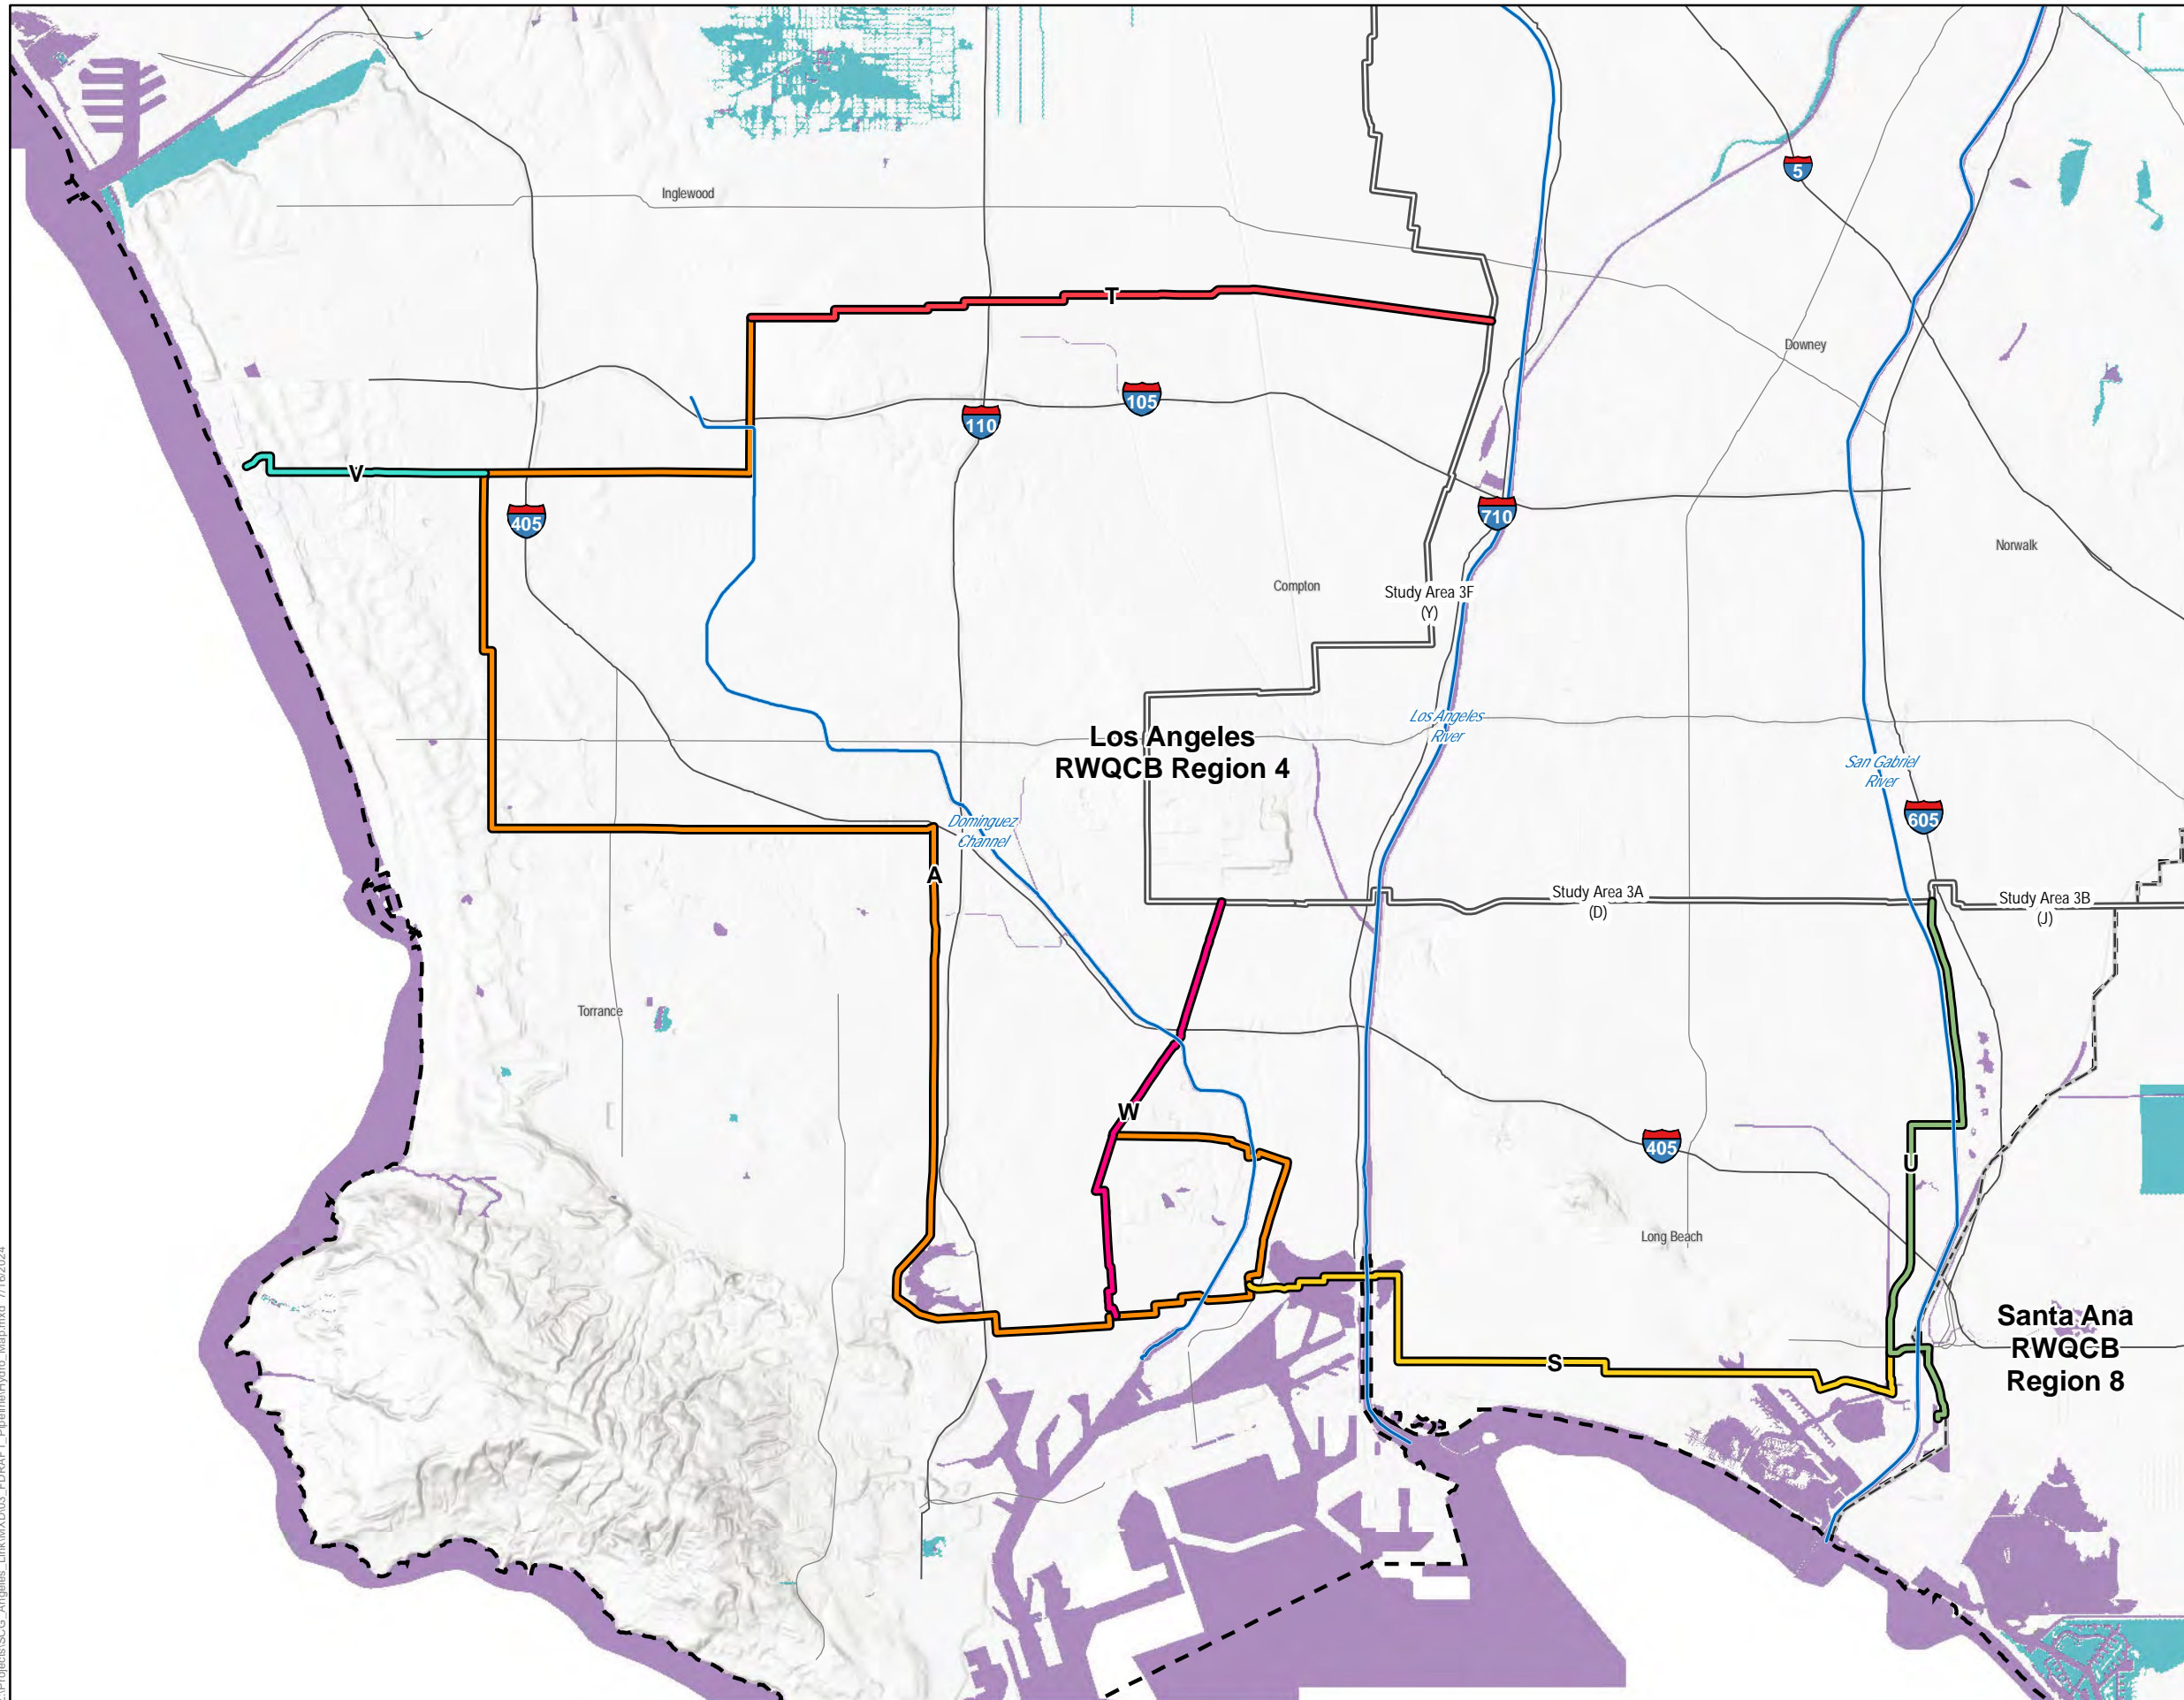 5
Inglewood
T
Downey
105
110
V
405
710
Norwalk
Compton
Study Area 3F
(Y)
Los Angeles
River
Los Angeles
RWQCB Region 4
San Gabriel
River
605
Dominguez
Channel
A
Study Area 3A
(D)
Study Area 3B
(J)
Torrance
W
405
U
Long Beach
Santa Ana
RWQCB
Region 8
S